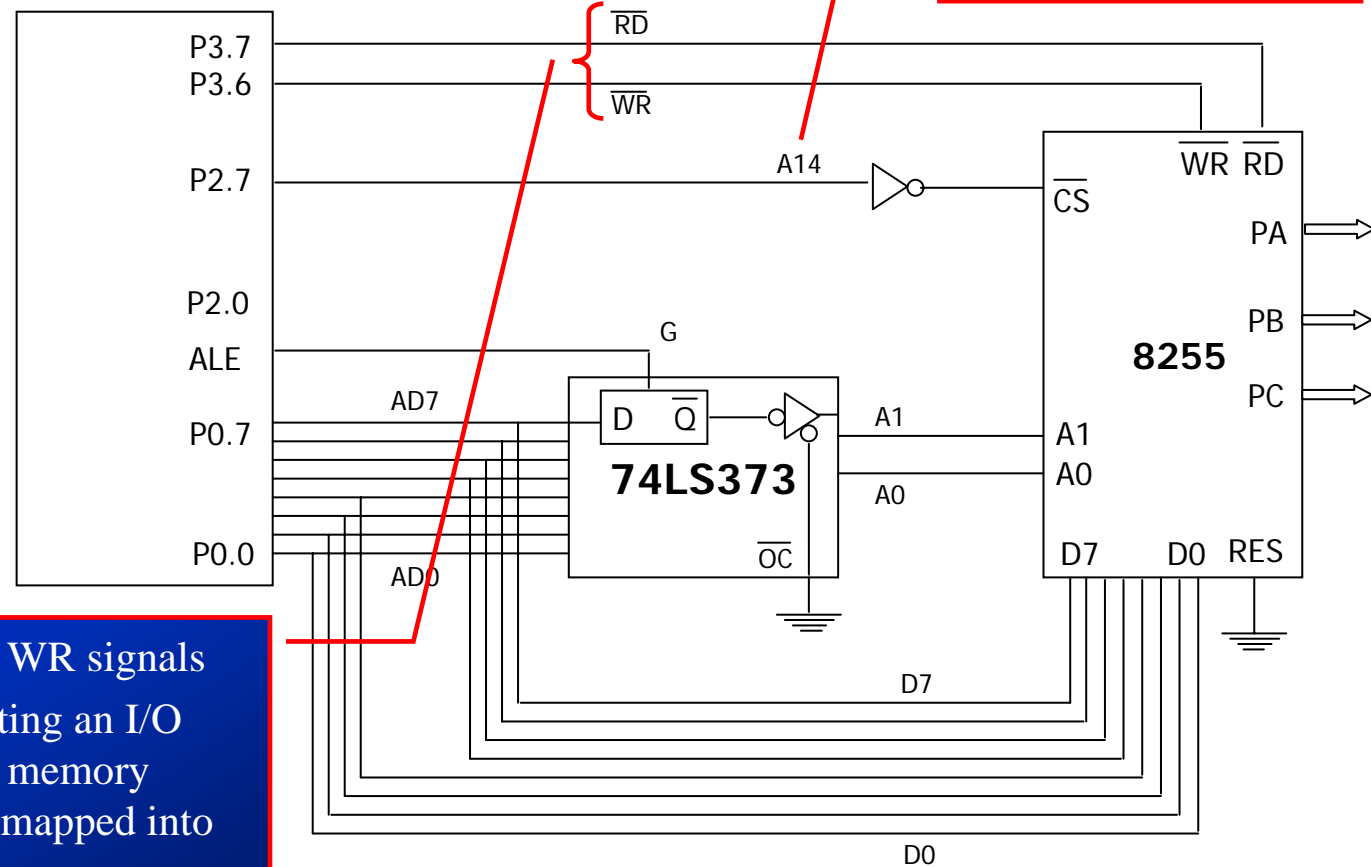 P3.7
P3.6
P2.7
P2.0
ALE
P0.7
P0.0
RD
WR
A14
G
AD7
AD0
D Q
74LS373
OC
A1
A0
WR RD
CS
PA
PB
PC
8255
A1
A0
D7 D0 RES
D7
D0
WR signals
ting an I/O
memory
mapped into